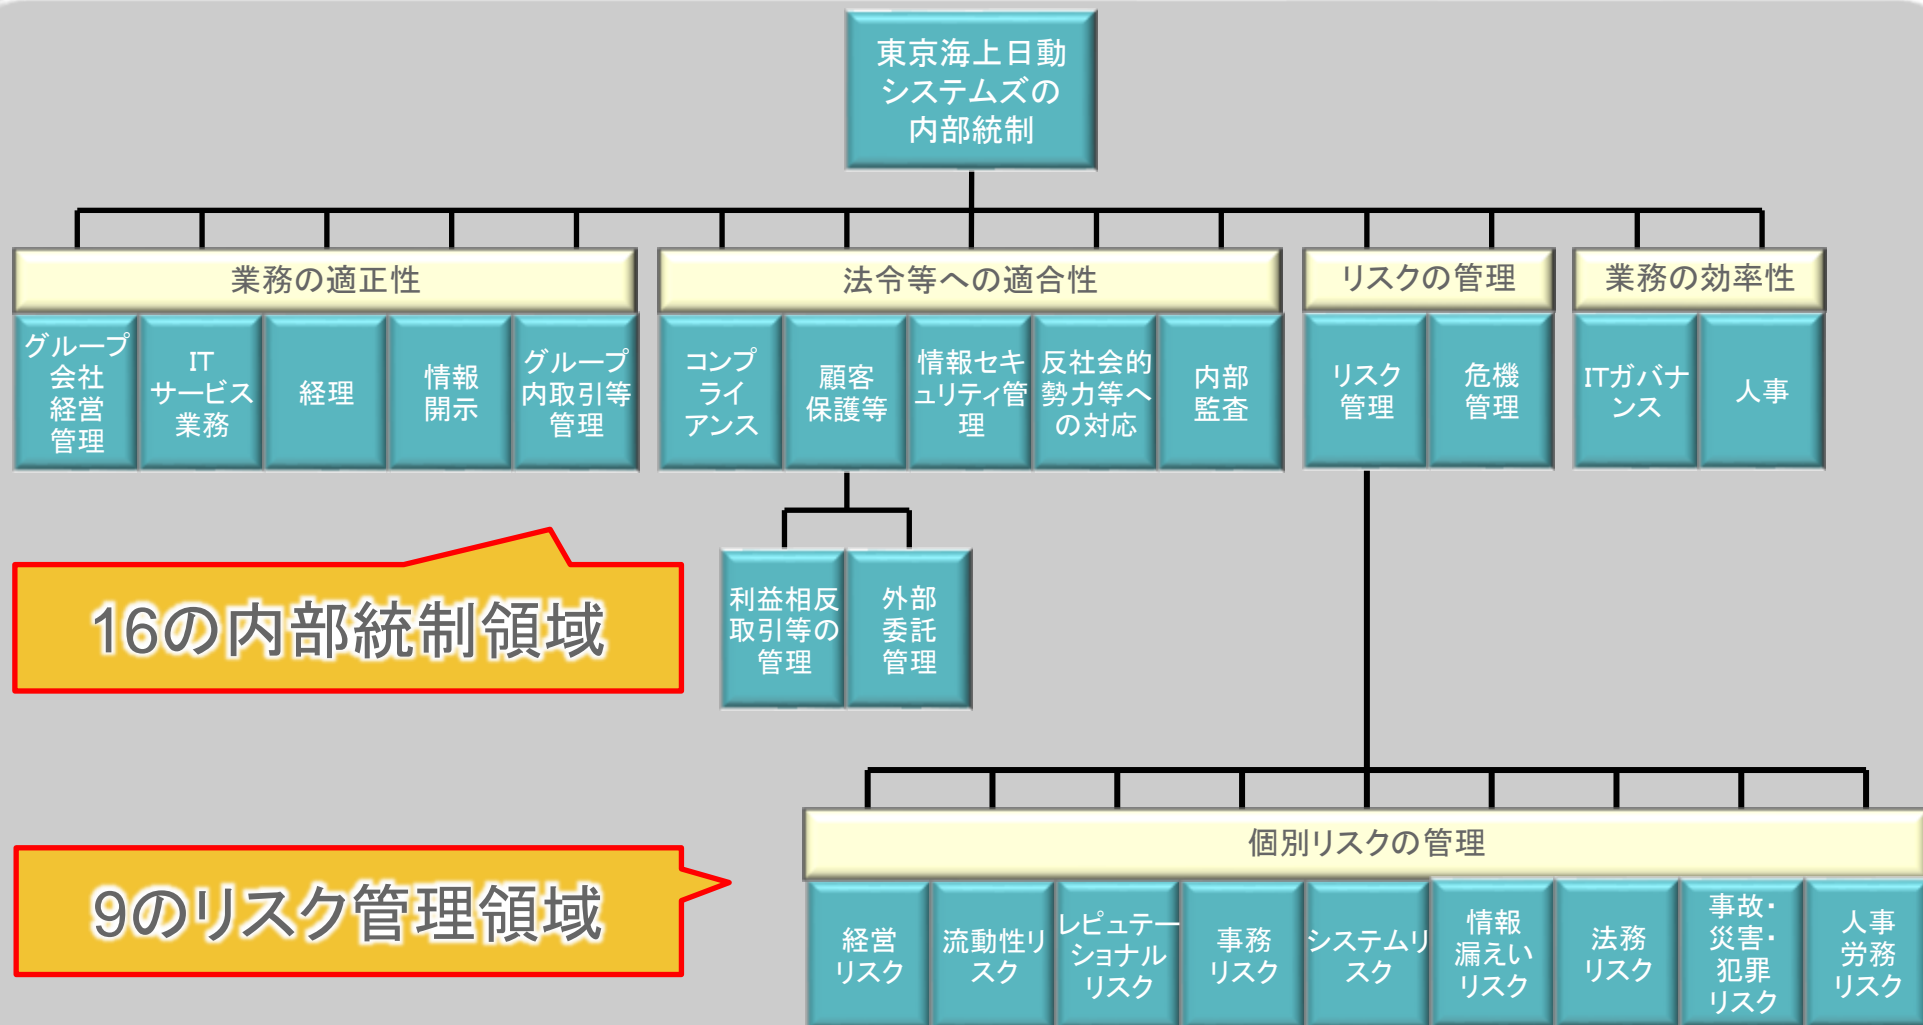 東京海上日動
システムズの
内部統制
業務の適正性
法令等への適合性
リスクの管理
業務の効率性
グループ
会社
経営
管理
IT
サービス
業務
経理
情報
開示
グループ
内取引等
管理
コンプ
ライ
アンス
顧客
保護等
情報セキ
ュリティ管
理
反社会的
勢力等へ
の対応
内部
監査
リスク
管理
危機
管理
ITガバナ
ンス
人事
利益相反
取引等の
管理
外部
委託
管理
16の内部統制領域
個別リスクの管理
9のリスク管理領域
経営
リスク
流動性リ
スク
レピュテー
ショナル
リスク
事務
リスク
システムリ
スク
情報
漏えい
リスク
法務
リスク
事故・
災害・
犯罪
リスク
人事
労務
リスク